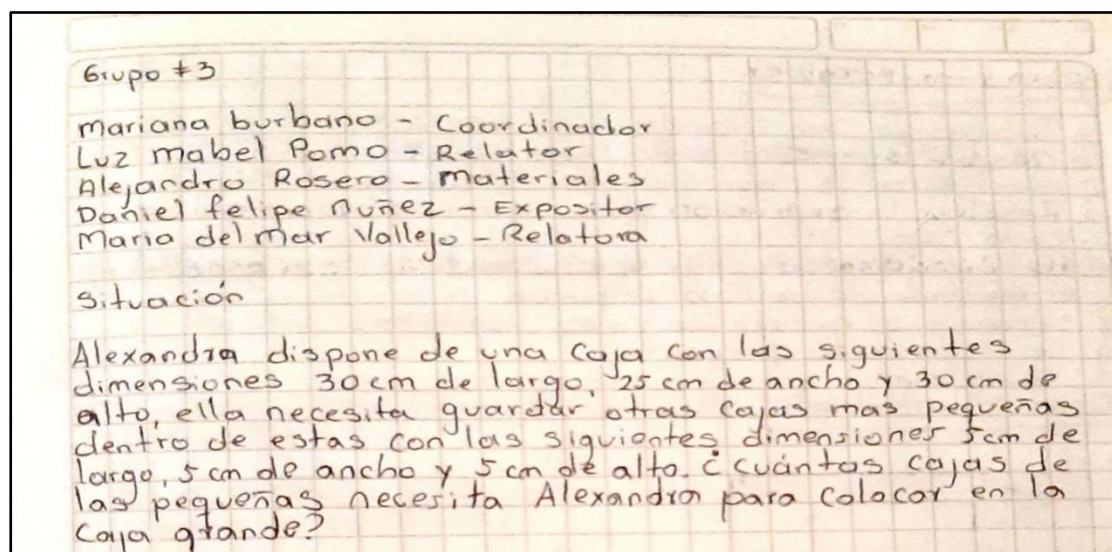 Grupo #3
mariana burbano - Coordinador
Luz mabel Pomo - Relator
Alejandro Rosero - materiales
Daniel felipe nuñez - Expositor
Maria del mar Vallejo - Relatora
situación
Alexandra dispone de una caja con las siguientes
dimensiones 30 cm de largo, 25 cm de ancho y 30 cm de
alto, ella necesita guardar otras cajas mas pequeñas
dentro de estas con las siguientes dimensiones 5cm de
largo, 5 cm de ancho y 5 cm de alto. ¿cuántas cajas de
las pequeñas necesita Alexandra para colocar en la
caja grande?